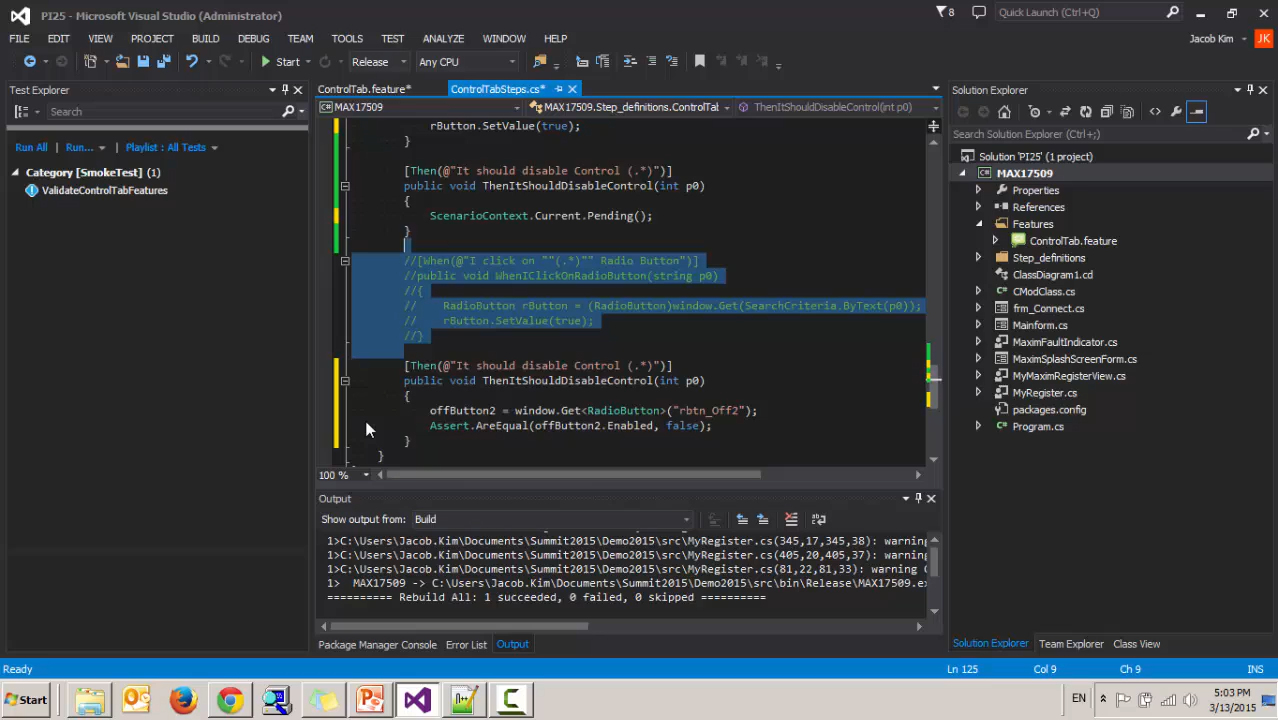 PI25 - Microsoft Visual Studio (Administrator)
8
Quick Launch (Ctrl+Q)
FILE EDIT VIEW PROJECT BUILD DEBUG TEAM TOOLS TEST ANALYZE WINDOW HELP
Jacob Kim JK
Start Release Any CPU
Test Explorer
Search
Run All Run... Playlist : All Tests
Category [SmokeTest] (1)
ValidateControlTabFeatures
ControlTab.feature* ControlTabSteps.cs*
MAX17509 MAX17509.Step_definitions.ControlTab ThenItShouldDisableControl(int p0)
rButton.SetValue(true);
}
[Then(@"It should disable Control (.*)")]
public void ThenItShouldDisableControl(int p0)
{
ScenarioContext.Current.Pending();
}
//[When(@"I click on ""(.*)"" Radio Button")]
//public void WhenIClickOnRadioButton(string p0)
//{
// RadioButton rButton = (RadioButton)window.Get(SearchCriteria.ByText(p0));
// rButton.SetValue(true);
//}
[Then(@"It should disable Control (.*)")]
public void ThenItShouldDisableControl(int p0)
{
offButton2 = window.Get<RadioButton>("rbtn_Off2");
Assert.AreEqual(offButton2.Enabled, false);
}
}
100 %
Output
Show output from: Build
1>C:\Users\Jacob.Kim\Documents\Summit2015\Demo2015\src\MyRegister.cs(345,17,345,38): warning
1>C:\Users\Jacob.Kim\Documents\Summit2015\Demo2015\src\MyRegister.cs(405,20,405,37): warning
1>C:\Users\Jacob.Kim\Documents\Summit2015\Demo2015\src\MyRegister.cs(81,22,81,33): warning
1> MAX17509 -> C:\Users\Jacob.Kim\Documents\Summit2015\Demo2015\src\bin\Release\MAX17509.ex
========== Rebuild All: 1 succeeded, 0 failed, 0 skipped ==========
Package Manager Console Error List Output
Solution Explorer
Search Solution Explorer (Ctrl+;)
Solution 'PI25' (1 project)
MAX17509
Properties
References
Features
ControlTab.feature
Step_definitions
ClassDiagram1.cd
CModClass.cs
frm_Connect.cs
Mainform.cs
MaximFaultIndicator.cs
MaximSplashScreenForm.cs
MyMaximRegisterView.cs
MyRegister.cs
packages.config
Program.cs
Solution Explorer Team Explorer Class View
Ready Ln 125 Col 9 Ch 9 INS
Start EN 5:03 PM
3/13/2015